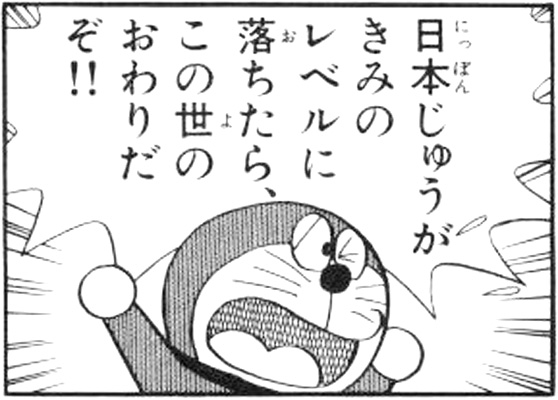 日本じゅうが
きみの
レベルに
落ちたら、
この世の
おわりだ
ぞ!!